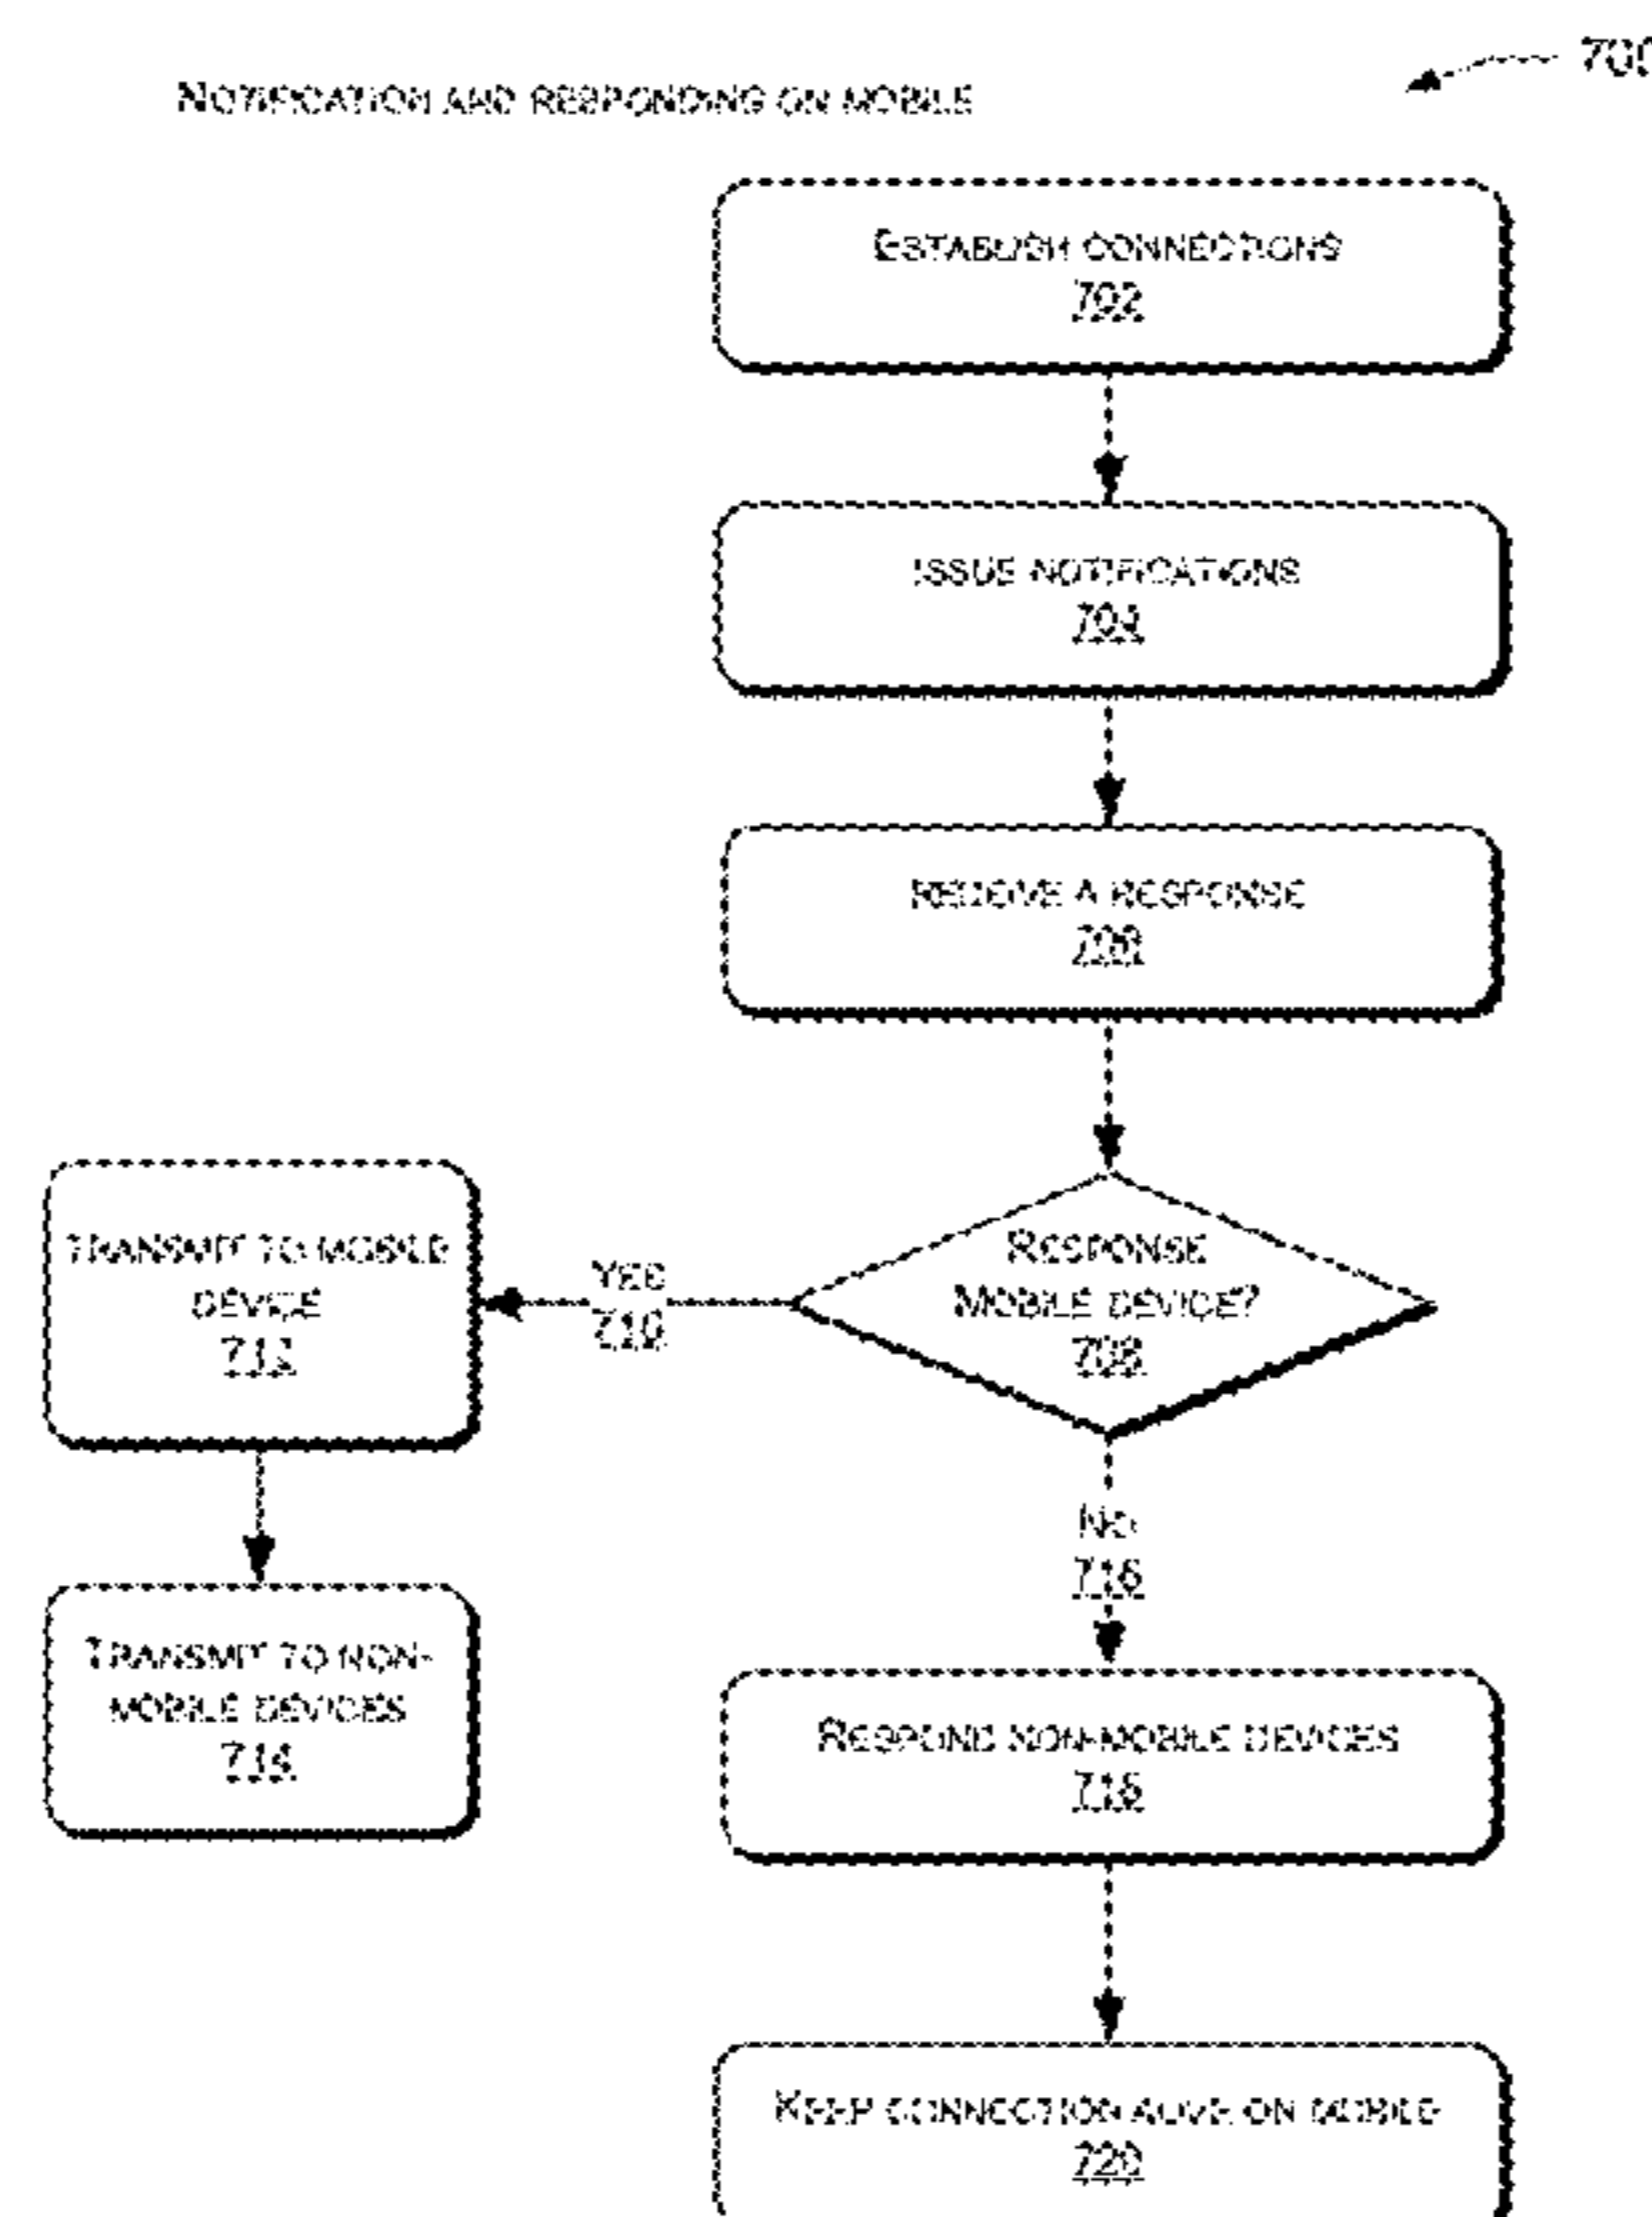 700
NOTIFICATION AND RESPONDING ON MOBILE
ESTABLISH CONNECTIONS
702
ISSUE NOTIFICATIONS
704
RECEIVE A RESPONSE
706
RESPONSE
MOBILE DEVICE?
708
YES
710
TRANSMIT TO MOBILE
DEVICE
712
TRANSMIT TO NON-
MOBILE DEVICES
714
NO
716
RESPOND NON-MOBILE DEVICES
KEEP CONNECTION ALIVE ON MOBILE
720